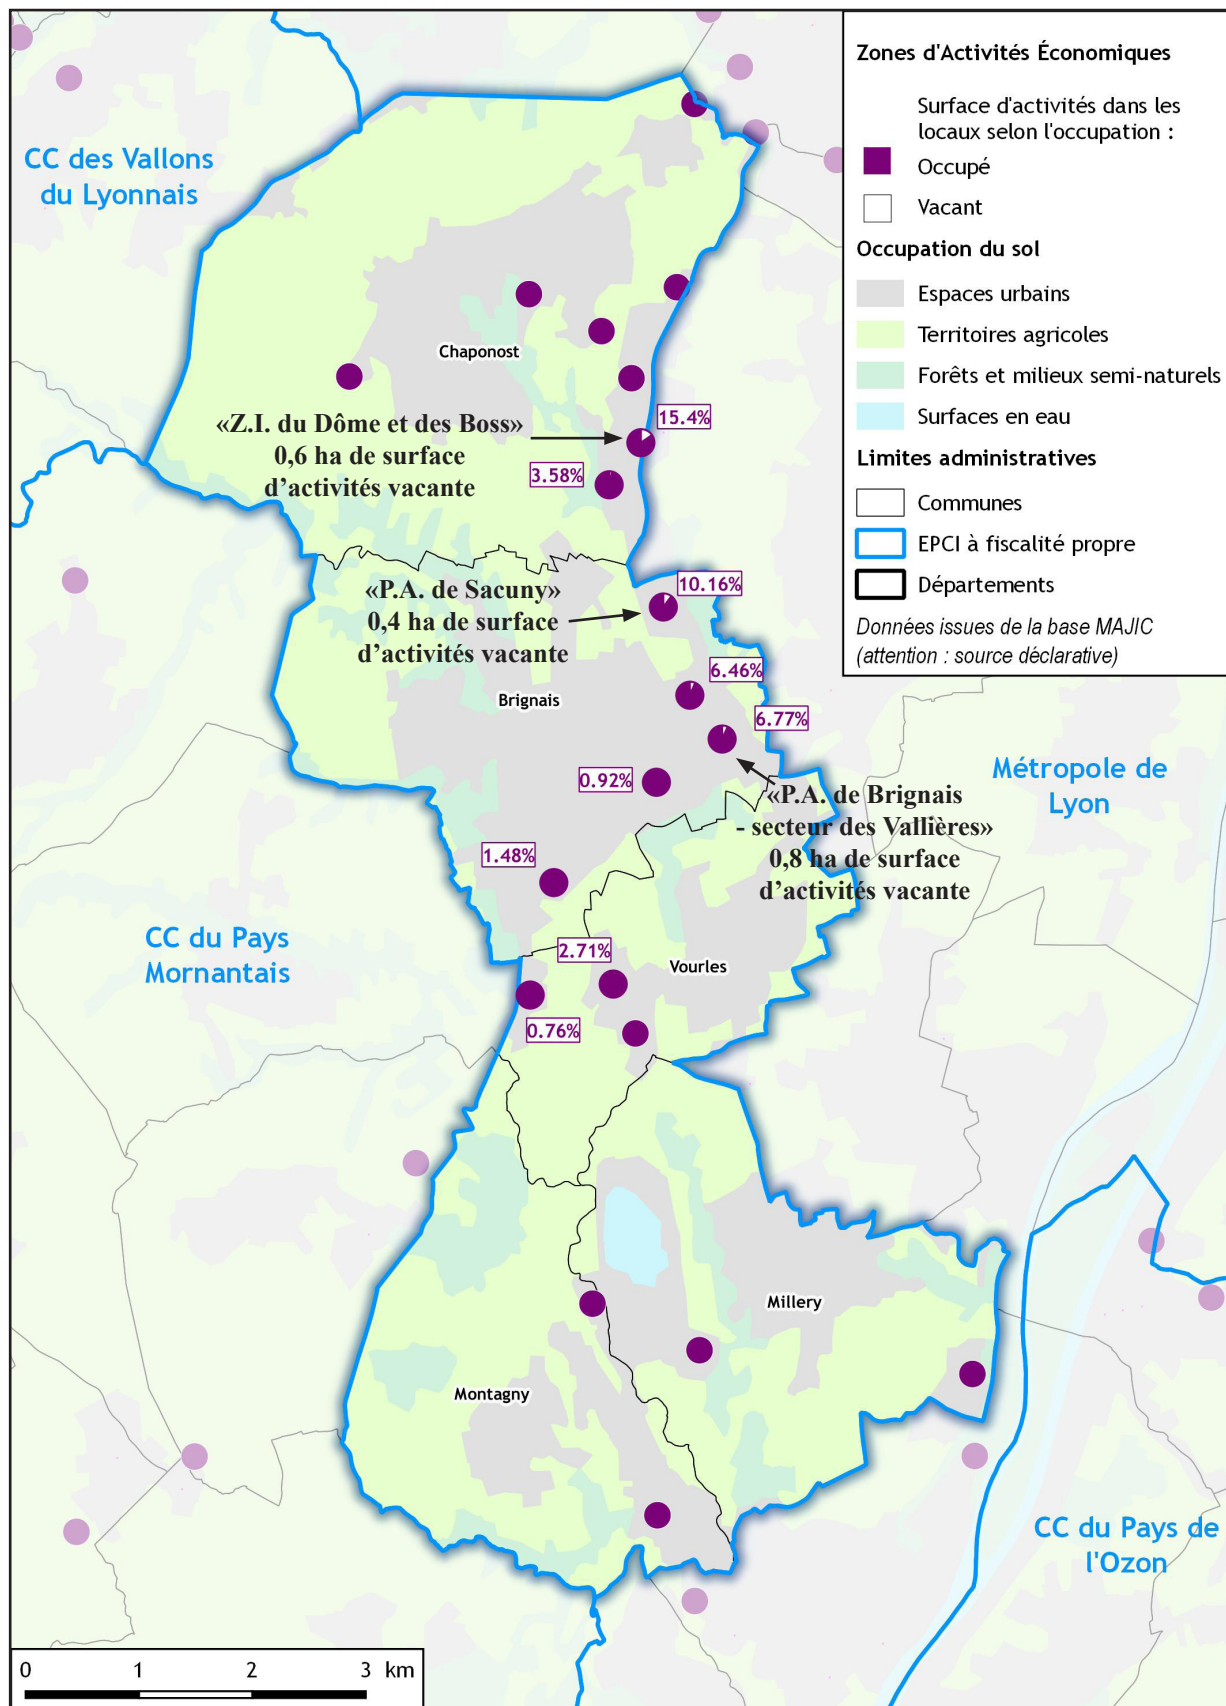 Zones d'Activités Économiques
Surface d'activités dans les
locaux selon l'occupation :
Occupé
Vacant
Occupation du sol
Espaces urbains
Territoires agricoles
Forêts et milieux semi-naturels
Surfaces en eau
Limites administratives
Communes
EPCI à fiscalité propre
Départements
Données issues de la base MAJIC
(attention : source déclarative)
CC des Vallons
du Lyonnais
Chaponost
15.4%
«Z.I. du Dôme et des Boss»
0,6 ha de surface
d'activités vacante
3.58%
10.16%
«P.A. de Sacuny»
0,4 ha de surface
d'activités vacante
6.46%
Brignais
6.77%
0.92%
Métropole de
Lyon
«P.A. de Brignais
- secteur des Vallières»
0,8 ha de surface
d'activités vacante
1.48%
CC du Pays
Mornantais
2.71%
Vourles
0.76%
Millery
Montagny
CC du Pays de
l'Ozon
0 1 2 3 km